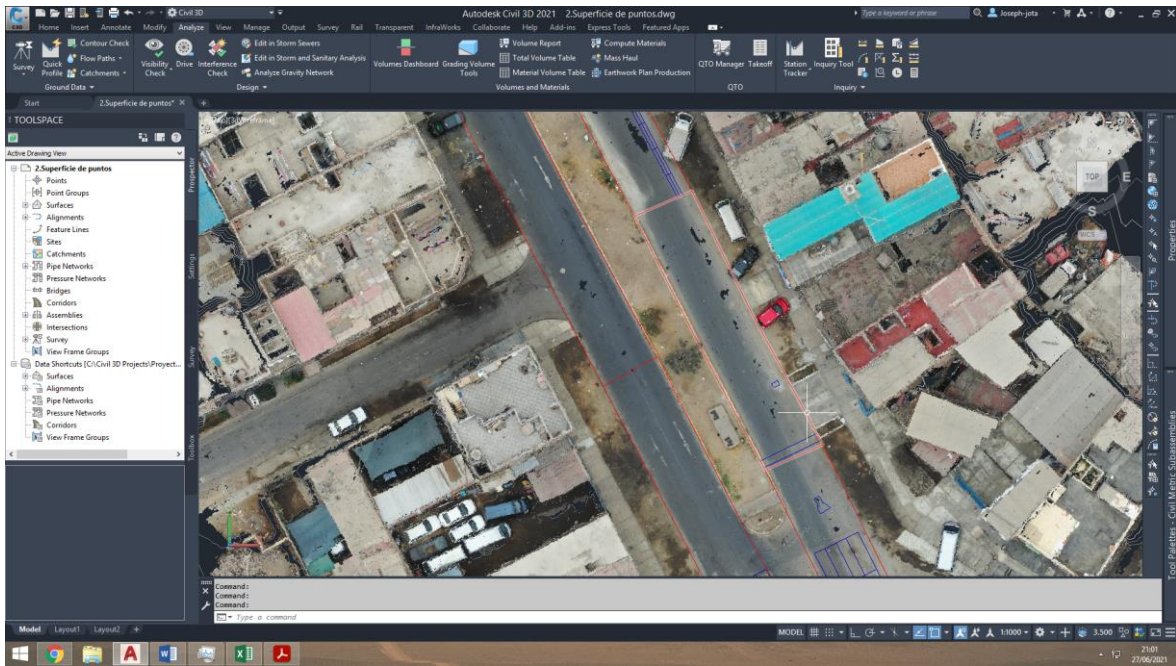 Civil 3D
Autodesk Civil 3D 2021 2.Superficie de puntos.dwg
Type a keyword or phrase
Joseph-jota
Home Insert Annotate Modify Analyze View Manage Output Survey Rail Transparent InfraWorks Collaborate Help Add-ins Express Tools Featured Apps
Survey
Quick Profile
Contour Check
Flow Paths
Catchments
Ground Data
Visibility Check
Drive
Interference Check
Edit in Storm Sewers
Edit in Storm and Sanitary Analysis
Analyze Gravity Network
Design
Volumes Dashboard
Grading Volume Tools
Volume Report
Total Volume Table
Material Volume Table
Compute Materials
Mass Haul
Earthwork Plan Production
Volumes and Materials
QTO Manager
Takeoff
QTO
Station Tracker
Inquiry Tool
Inquiry
Start
2.Superficie de puntos*
TOOLSPACE
Active Drawing View
2.Superficie de puntos
Points
Point Groups
Surfaces
Alignments
Feature Lines
Sites
Catchments
Pipe Networks
Pressure Networks
Bridges
Corridors
Assemblies
Intersections
Survey
View Frame Groups
Data Shortcuts [C:\Civil 3D Projects\Proyect...
Surfaces
Alignments
Pipe Networks
Pressure Networks
Corridors
View Frame Groups
Prospector
Settings
Survey
Toolbox
TOP
E
S
WCS
Properties
Tool Palettes - Civil Metric Subassemblies
Command:
Command:
Command:
Type a command
Model Layout1 Layout2 +
MODEL
1:1000
3.500
21:01
27/06/2021